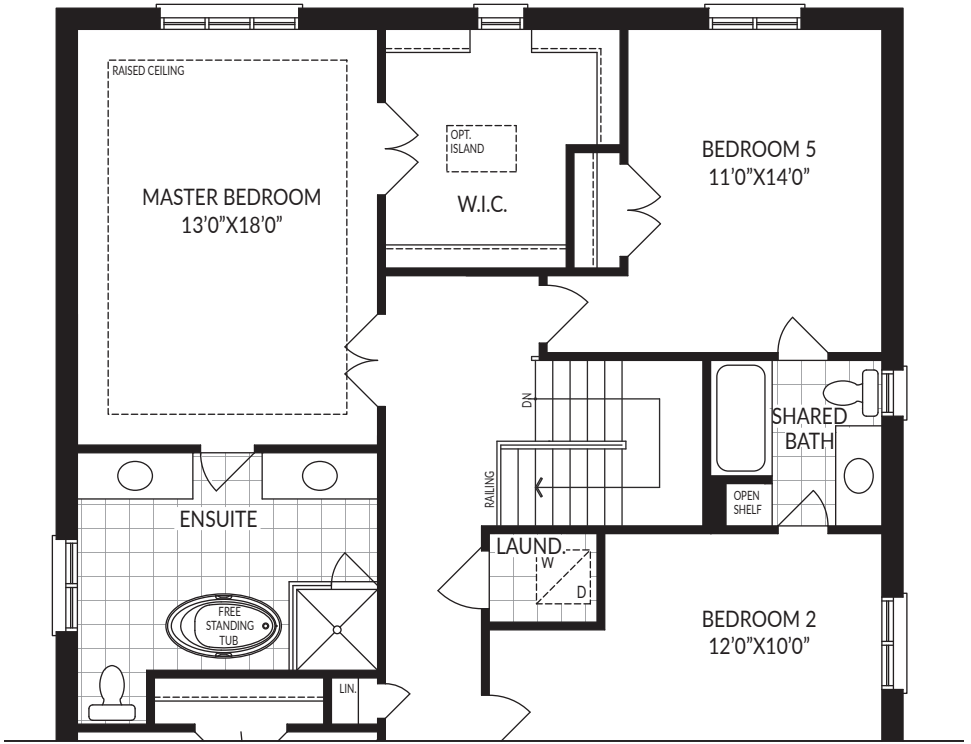 RAISED CEILING
MASTER BEDROOM
13'0"X18'0"
OPT.
ISLAND
W.I.C.
BEDROOM 5
11'0"X14'0"
DN
RAILING
SHARED
BATH
OPEN
SHELF
ENSUITE
LAUND.
W
D
FREE
STANDING
TUB
BEDROOM 2
12'0"X10'0"
LIN.